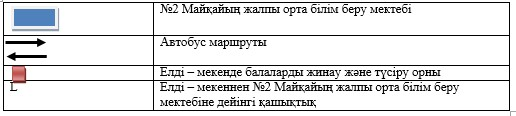 №2 Майқайың жалпы орта білім беру мектебі
Автобус маршруты
Елді – мекенде балаларды жинау және түсіру орны
L
Елді – мекеннен №2 Майқайың жалпы орта білім беру
мектебіне дейінгі қашықтық